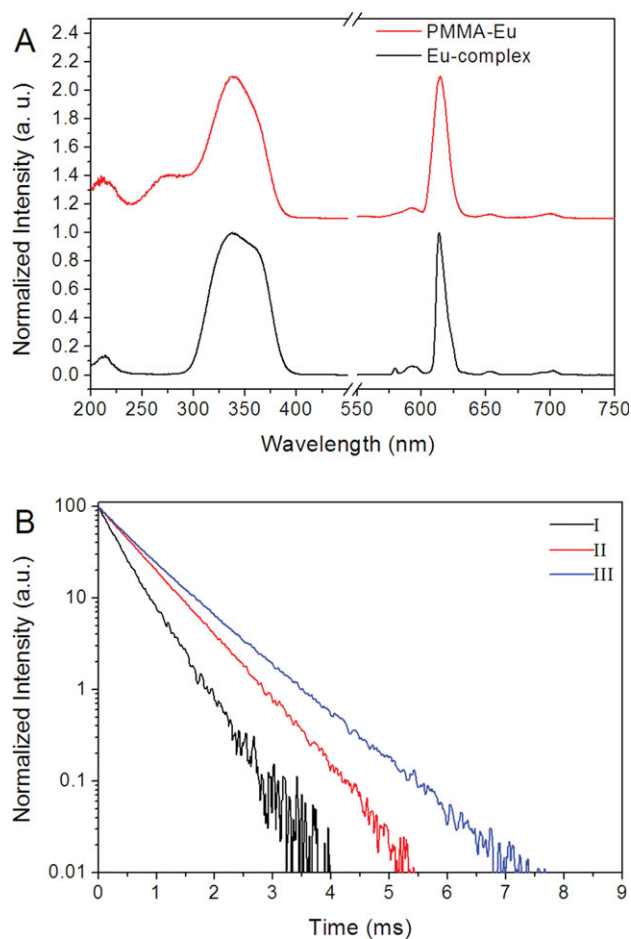 A
PMMA-Eu
Eu-complex
Normalized Intensity (a. u.)
2.4
2.2
2.0
1.8
1.6
1.4
1.2
1.0
0.8
0.6
0.4
0.2
0.0
200 250 300 350 400 550 600 650 700 750
Wavelength (nm)
B
I
II
III
Normalized Intensity (a.u.)
100
10
1
0.1
0.01
0 1 2 3 4 5 6 7 8 9
Time (ms)